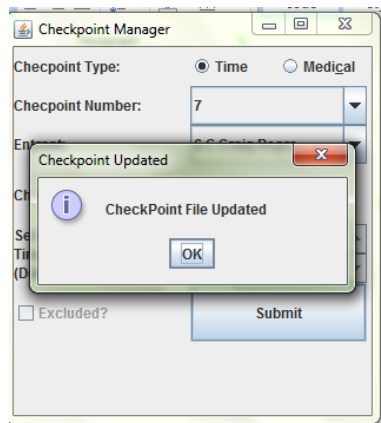 Checkpoint Manager
Checpoint Type:
Time
Medical
Checpoint Number:
7
Checkpoint Updated
CheckPoint File Updated
OK
Excluded?
Submit